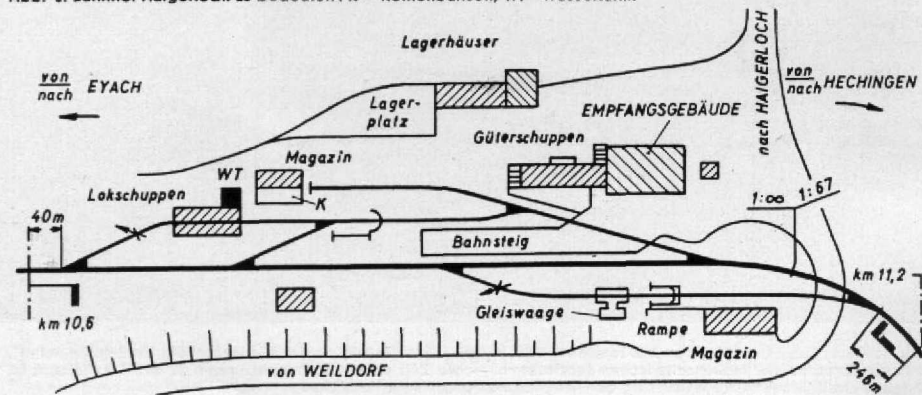 Lagerhäuser
von
nach EYACH
Lager-
platz
Güterschuppen
EMPFANGSGEBÄUDE
nach HAIGERLOCH
von
nach HECHINGEN
Magazin
WT
Lokschuppen
K
40m
Bahnsteig
1:∞
1:67
km 11,2
km 10,6
Gleiswaage
Rampe
Magazin
von WEILDORF
246m